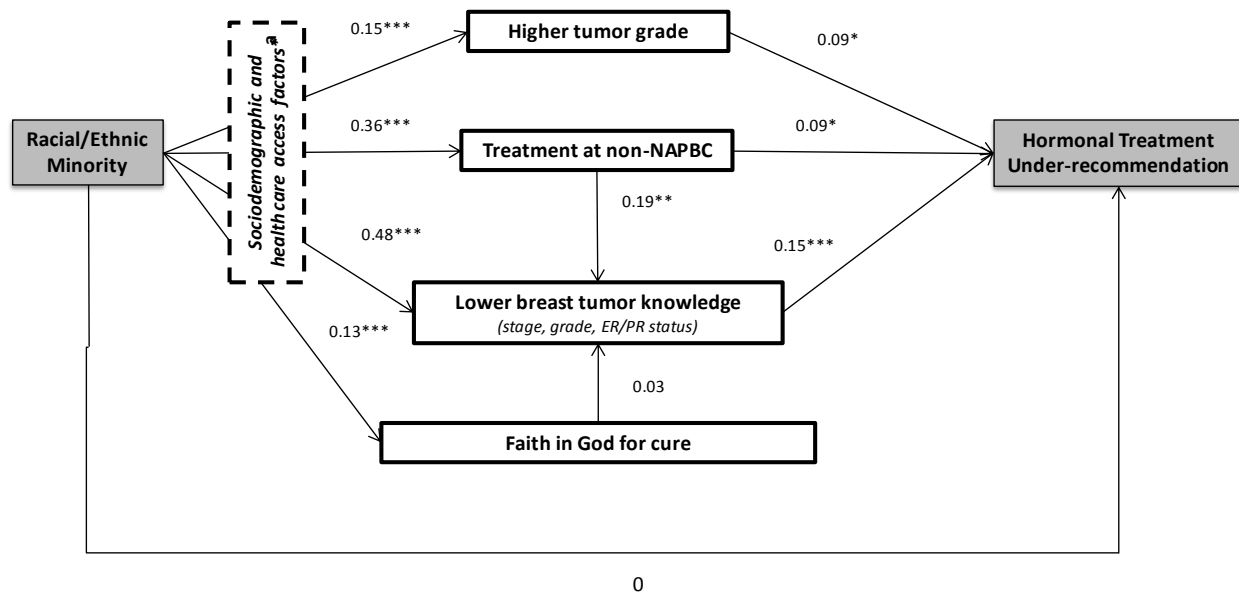 0.15***
Higher tumor grade
0.09*
Sociodemographic and
healthcare access factors*a
Racial/Ethnic
Minority
0.36***
Treatment at non-NAPBC
0.09*
Hormonal Treatment
Under-recommendation
0.19**
0.48***
0.15***
Lower breast tumor knowledge
(stage, grade, ER/PR status)
0.13***
0.03
Faith in God for cure
0